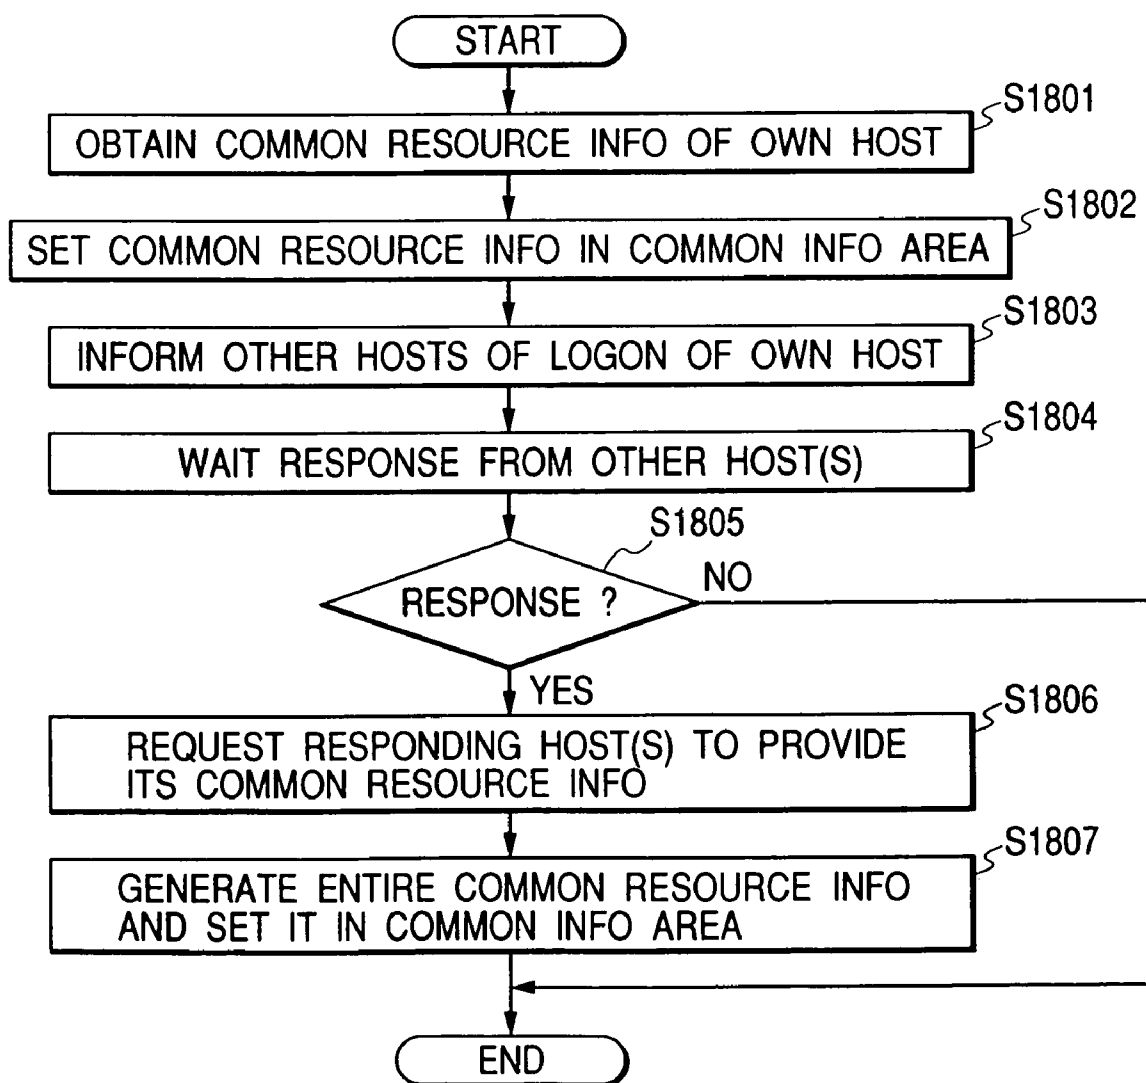 START
S1801
OBTAIN COMMON RESOURCE INFO OF OWN HOST
S1802
SET COMMON RESOURCE INFO IN COMMON INFO AREA
S1803
INFORM OTHER HOSTS OF LOGON OF OWN HOST
S1804
WAIT RESPONSE FROM OTHER HOST(S)
S1805
RESPONSE ?
NO
YES
S1806
REQUEST RESPONDING HOST(S) TO PROVIDE
ITS COMMON RESOURCE INFO
S1807
GENERATE ENTIRE COMMON RESOURCE INFO
AND SET IT IN COMMON INFO AREA
END